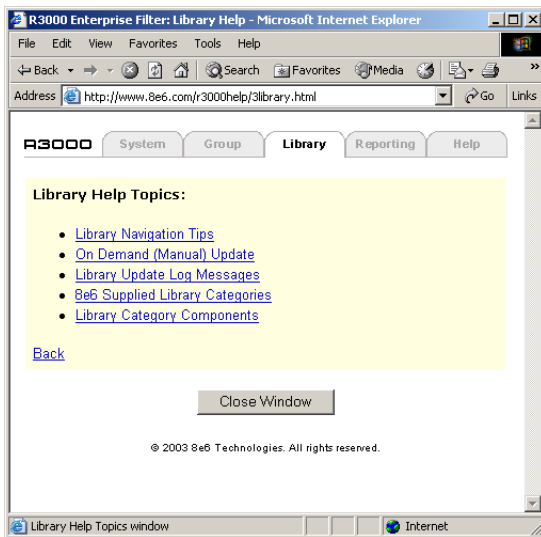 R3000 Enterprise Filter: Library Help - Microsoft Internet Explorer
File Edit View Favorites Tools Help
Back Search Favorites Media »
Address http://www.8e6.com/r3000help/3library.html Go Links
R3000 System Group Library Reporting Help
Library Help Topics:
• Library Navigation Tips
• On Demand (Manual) Update
• Library Update Log Messages
• 8e6 Supplied Library Categories
• Library Category Components
Back
Close Window
© 2003 8e6 Technologies. All rights reserved.
Library Help Topics window Internet